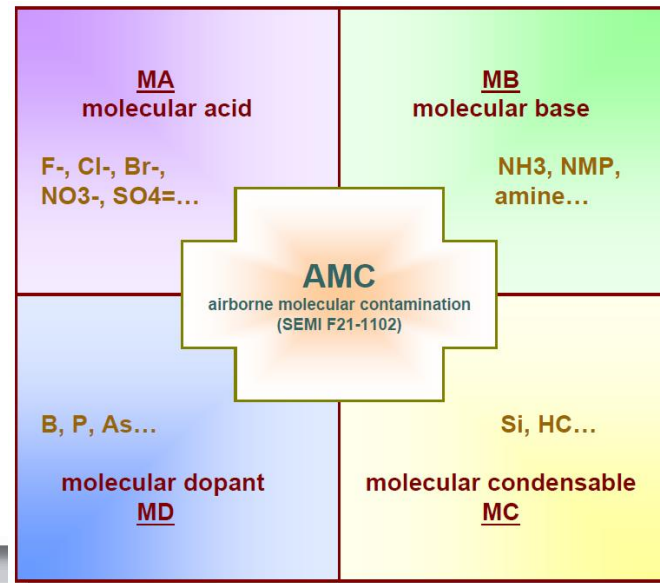 MA
molecular acid
F-, Cl-, Br-,
NO3-, SO4=…
MB
molecular base
NH3, NMP,
amine…
AMC
airborne molecular contamination
(SEMI F21-1102)
B, P, As…
molecular dopant
MD
Si, HC…
molecular condensable
MC